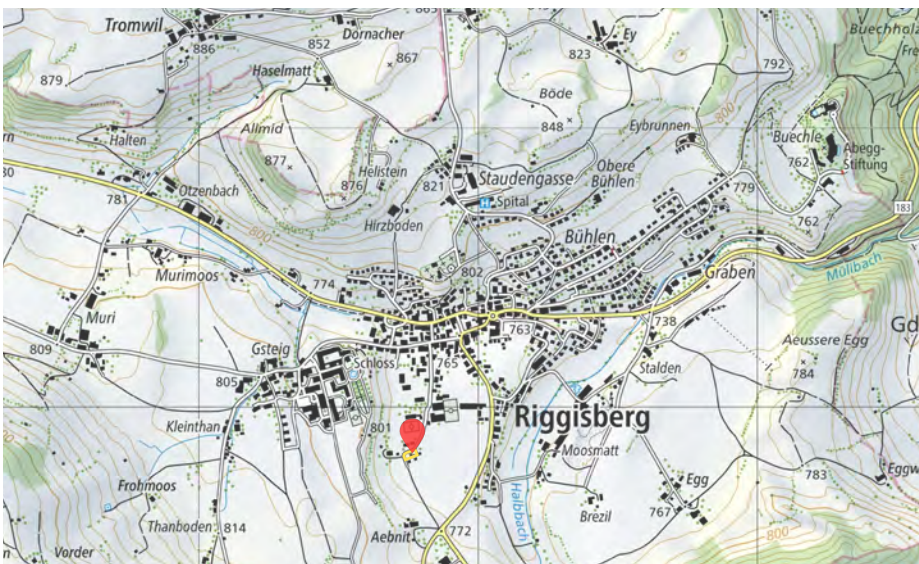 Tromwil
886
852
Dornacher
867
Ey
823
792
Buechholz
879
Haselmatt
Böde
848
Halten
Allmid
Eybrunnen
Buechle
Abegg-
Stiftung
877
Helistein
876
821
Staudengasse
Obere
Bühlen
762
779
781
Otzenbach
H Spital
183
Hirzboden
800
Bühlen
762
Murimoos
802
Graben
Mülibach
774
Muri
763
738
809
Gsteig
Schloss
765
Aeussere Egg
Stalden
784
805
Riggisberg
Kleinthan
801
Moosmatt
Frohmoos
Halbbach
Egg
783
Thanboden
814
Brezil
767
Aebnit
772
Vorder
800